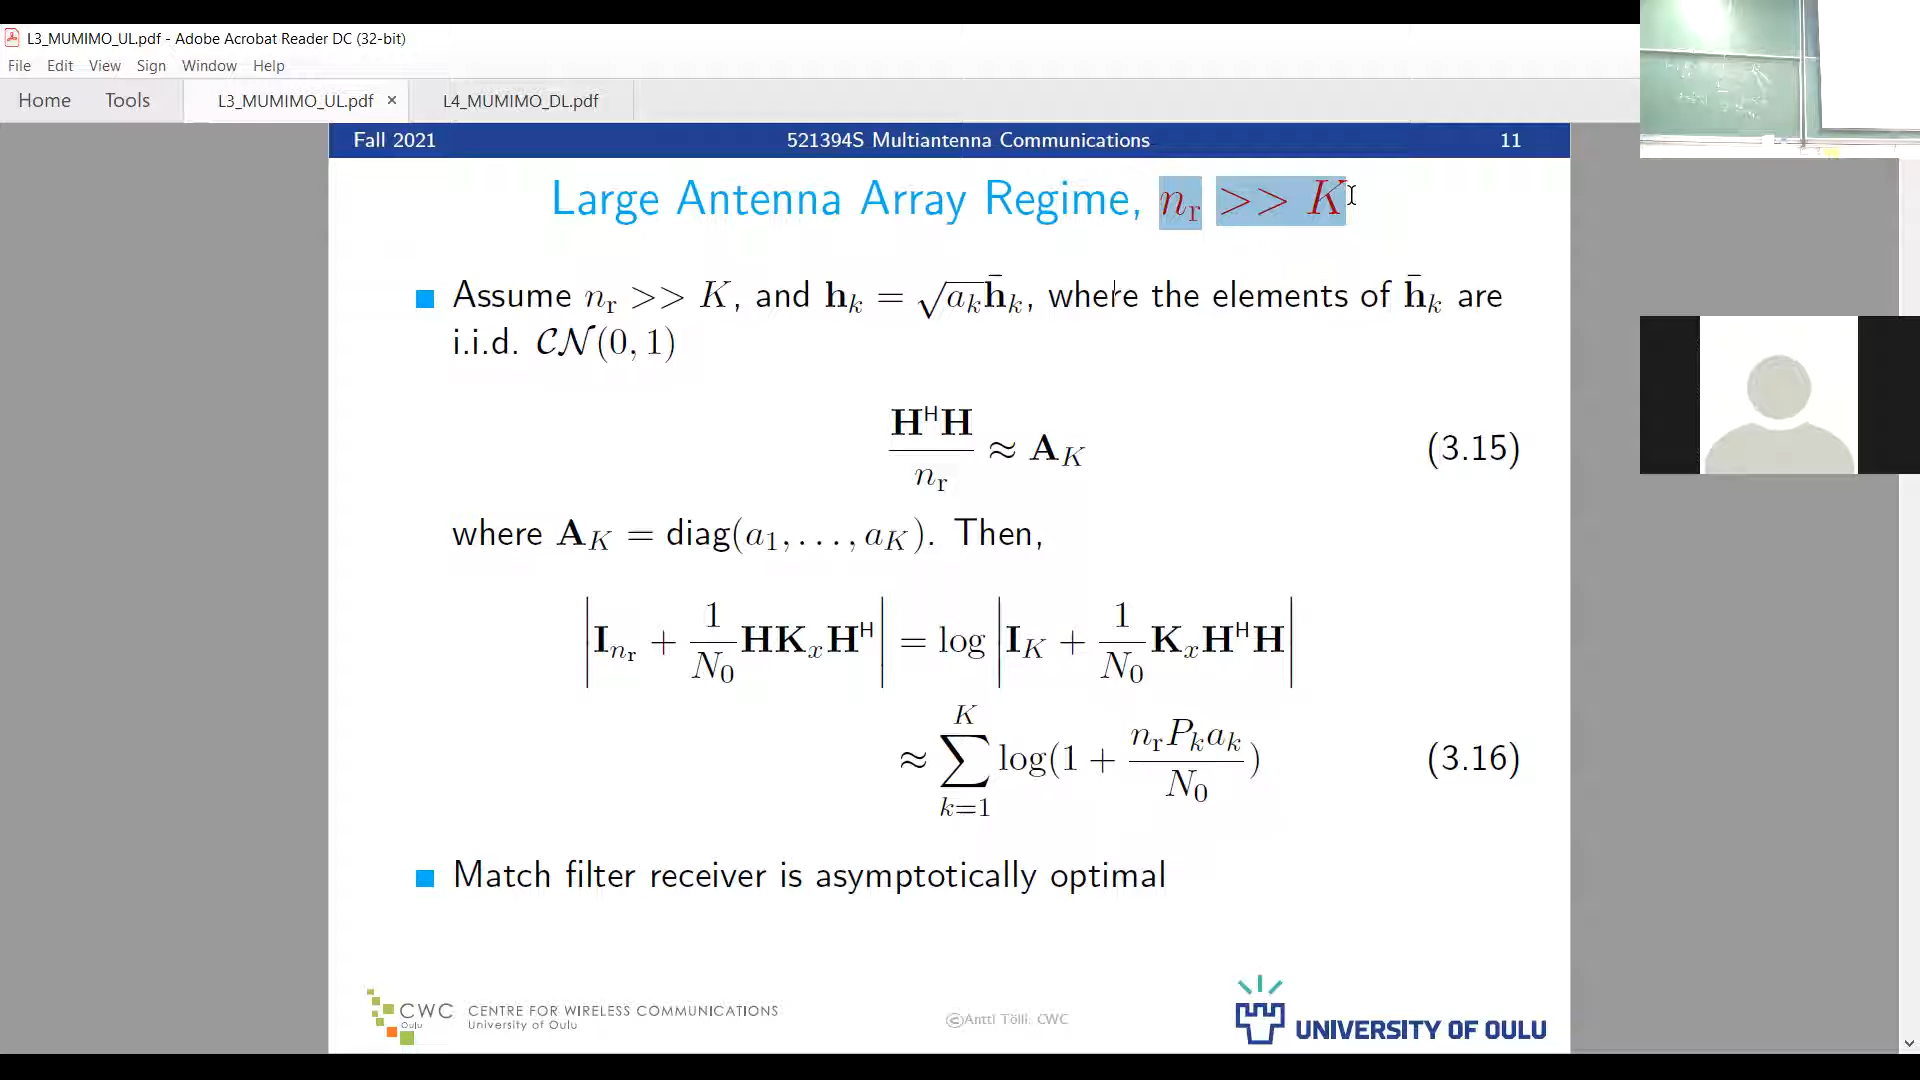 L3_MUMIMO_UL.pdf - Adobe Acrobat Reader DC (32-bit)
File Edit View Sign Window Help
Home Tools L3_MUMIMO_UL.pdf × L4_MUMIMO_DL.pdf
Fall 2021 521394S Multiantenna Communications 11
Large Antenna Array Regime, n_r >> K
Assume n_r >> K, and h_k = √a_k h̄_k, where the elements of h̄_k are
i.i.d. CN(0, 1)
H^H H / n_r ≈ A_K (3.15)
where A_K = diag(a_1, . . . , a_K). Then,
|I_{n_r} + 1/N_0 HK_xH^H| = log |I_K + 1/N_0 K_xH^HH|
≈ ∑_{k=1}^{K} log(1 + n_r P_k a_k / N_0) (3.16)
Match filter receiver is asymptotically optimal
CWC CENTRE FOR WIRELESS COMMUNICATIONS
Oulu University of Oulu
©Antti Tölli, CWC
UNIVERSITY OF OULU